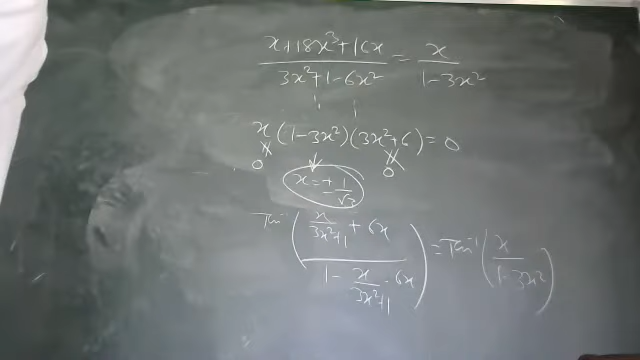 x+18x³+16x / 3x²+1-6x² = x / 1-3x²
x (1-3x²)(3x²+6) = 0
0 0
x = ± 1/√3
Tan⁻¹ ( x/3x²+1 + 6x / 1 - x/3x²+1 · 6x ) = Tan⁻¹ ( x / 1-3x² )